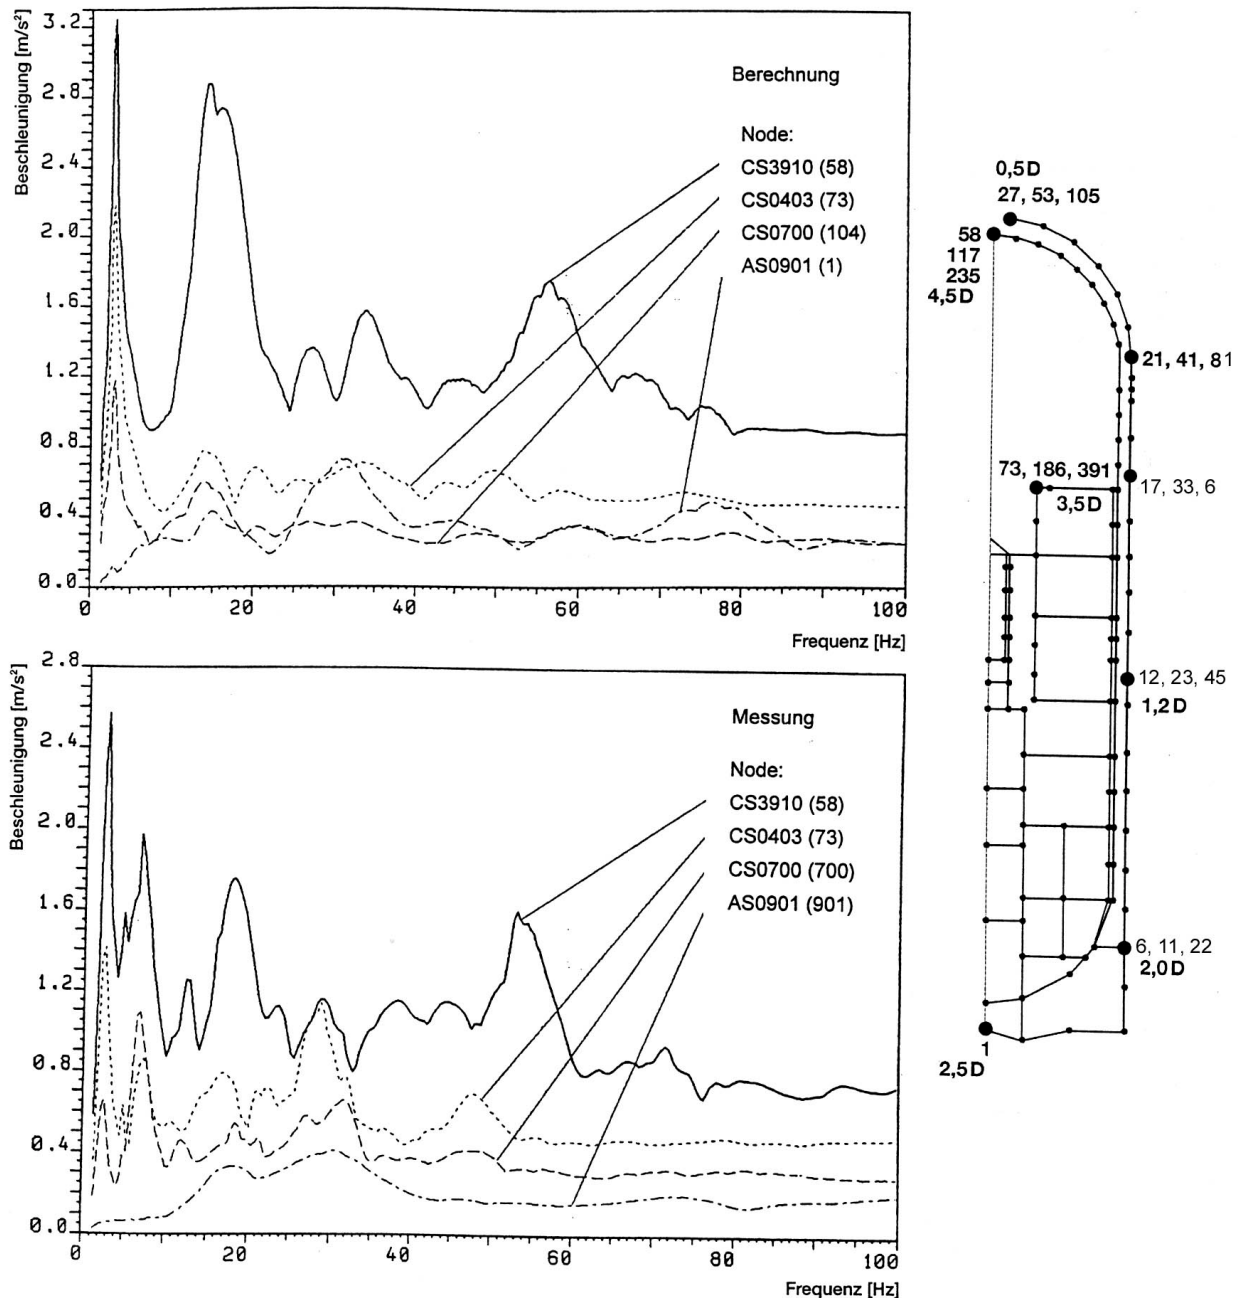 Beschleunigung [m/s²]
3.2
2.8
2.4
2.0
1.6
1.2
0.8
0.4
0.0
0
20
40
60
80
100
Frequenz [Hz]
Berechnung
Node:
CS3910 (58)
CS0403 (73)
CS0700 (104)
AS0901 (1)
Beschleunigung [m/s²]
2.8
2.4
2.0
1.6
1.2
0.8
0.4
0.0
0
20
40
60
80
100
Frequenz [Hz]
Messung
Node:
CS3910 (58)
CS0403 (73)
CS0700 (700)
AS0901 (901)
0,5D
27, 53, 105
58
117
235
4,5D
21, 41, 81
73, 186, 391
3,5D
17, 33, 6
12, 23, 45
1,2D
6, 11, 22
2,0D
1
2,5D